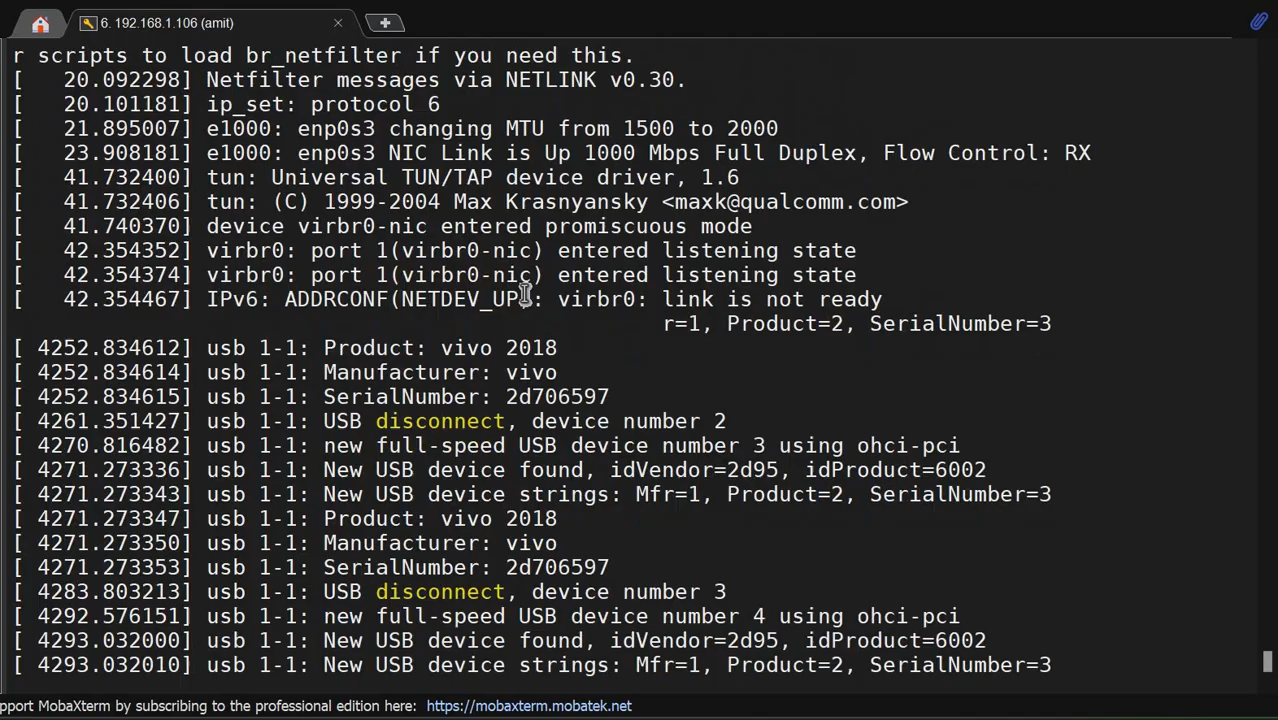 6. 192.168.1.106 (amit)
r scripts to load br_netfilter if you need this.
[   20.092298] Netfilter messages via NETLINK v0.30.
[   20.101181] ip_set: protocol 6
[   21.895007] e1000: enp0s3 changing MTU from 1500 to 2000
[   23.908181] e1000: enp0s3 NIC Link is Up 1000 Mbps Full Duplex, Flow Control: RX
[   41.732400] tun: Universal TUN/TAP device driver, 1.6
[   41.732406] tun: (C) 1999-2004 Max Krasnyansky <maxk@qualcomm.com>
[   41.740370] device virbr0-nic entered promiscuous mode
[   42.354352] virbr0: port 1(virbr0-nic) entered listening state
[   42.354374] virbr0: port 1(virbr0-nic) entered listening state
[   42.354467] IPv6: ADDRCONF(NETDEV_UP): virbr0: link is not ready
r=1, Product=2, SerialNumber=3
[ 4252.834612] usb 1-1: Product: vivo 2018
[ 4252.834614] usb 1-1: Manufacturer: vivo
[ 4252.834615] usb 1-1: SerialNumber: 2d706597
[ 4261.351427] usb 1-1: USB disconnect, device number 2
[ 4270.816482] usb 1-1: new full-speed USB device number 3 using ohci-pci
[ 4271.273336] usb 1-1: New USB device found, idVendor=2d95, idProduct=6002
[ 4271.273343] usb 1-1: New USB device strings: Mfr=1, Product=2, SerialNumber=3
[ 4271.273347] usb 1-1: Product: vivo 2018
[ 4271.273350] usb 1-1: Manufacturer: vivo
[ 4271.273353] usb 1-1: SerialNumber: 2d706597
[ 4283.803213] usb 1-1: USB disconnect, device number 3
[ 4292.576151] usb 1-1: new full-speed USB device number 4 using ohci-pci
[ 4293.032000] usb 1-1: New USB device found, idVendor=2d95, idProduct=6002
[ 4293.032010] usb 1-1: New USB device strings: Mfr=1, Product=2, SerialNumber=3
pport MobaXterm by subscribing to the professional edition here: https://mobaxterm.mobatek.net